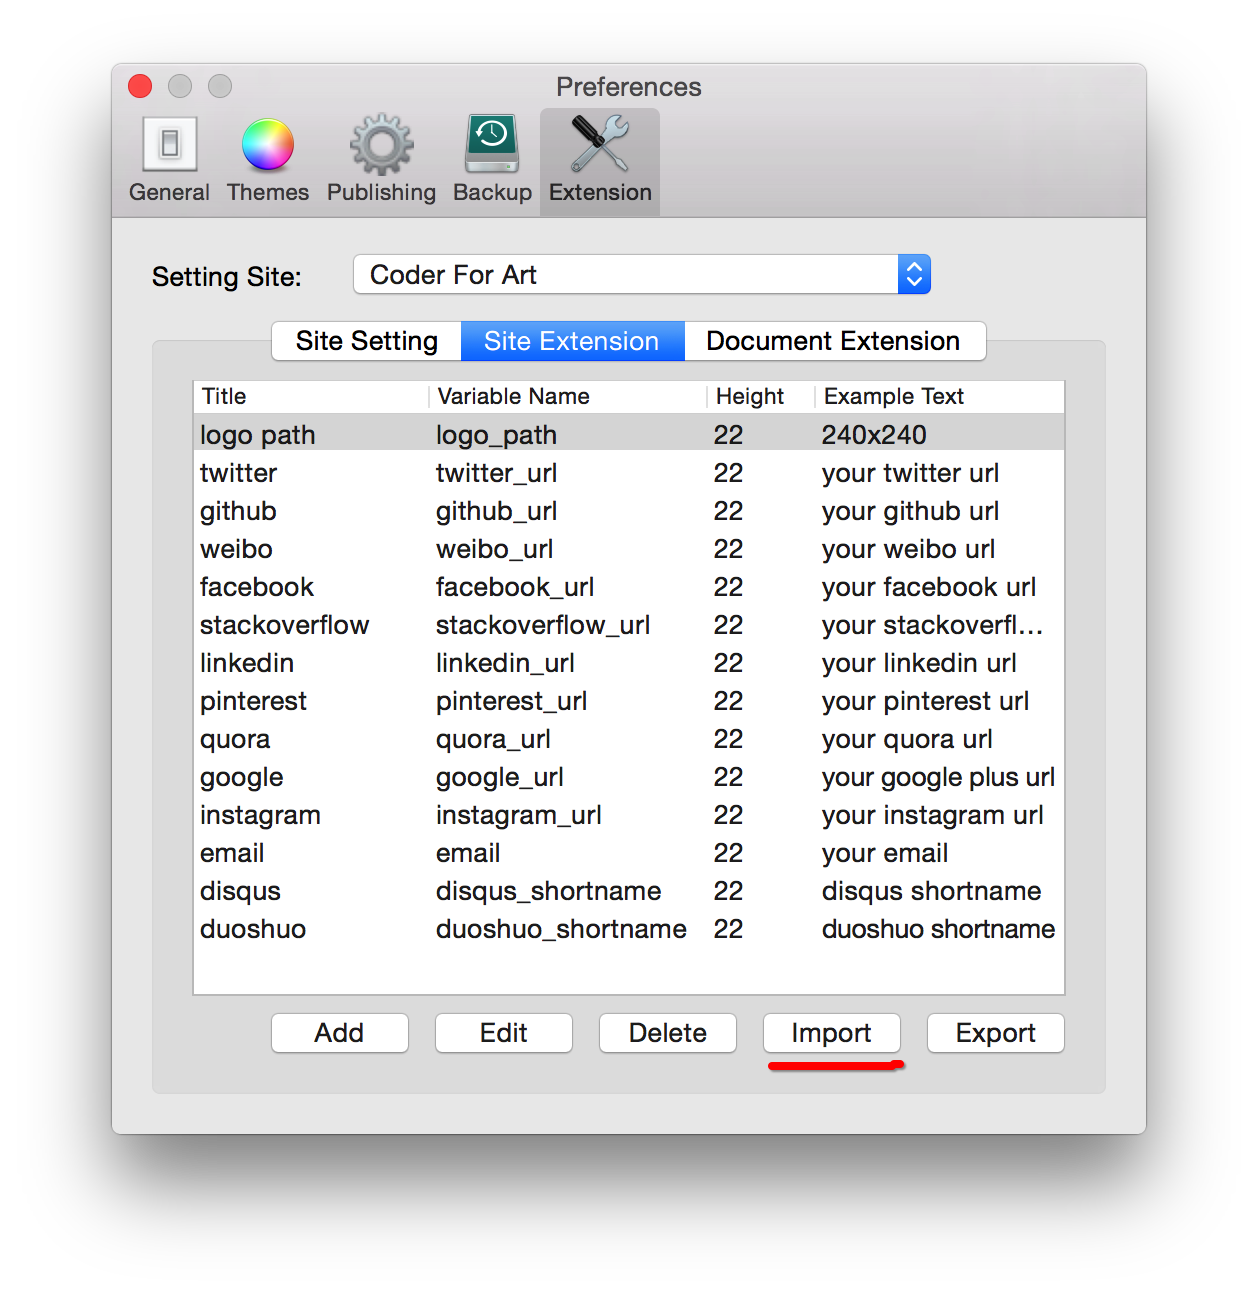 Preferences
General Themes Publishing Backup Extension
Setting Site: Coder For Art
Site Setting Site Extension Document Extension
Title Variable Name Height Example Text
logo path logo_path 22 240x240
twitter twitter_url 22 your twitter url
github github_url 22 your github url
weibo weibo_url 22 your weibo url
facebook facebook_url 22 your facebook url
stackoverflow stackoverflow_url 22 your stackoverfl...
linkedin linkedin_url 22 your linkedin url
pinterest pinterest_url 22 your pinterest url
quora quora_url 22 your quora url
google google_url 22 your google plus url
instagram instagram_url 22 your instagram url
email email 22 your email
disqus disqus_shortname 22 disqus shortname
duoshuo duoshuo_shortname 22 duoshuo shortname
Add Edit Delete Import Export